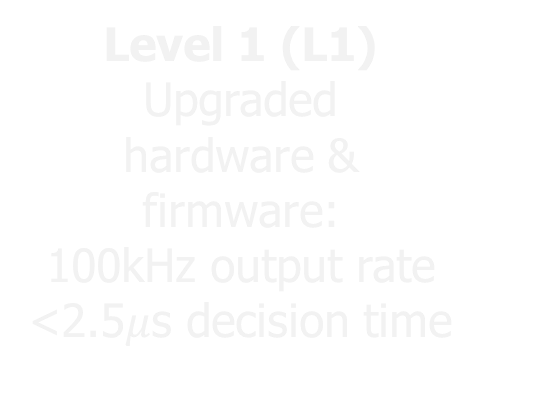 Level 1 (L1)
Upgraded
hardware &
firmware:
100kHz output rate
<2.5μs decision time